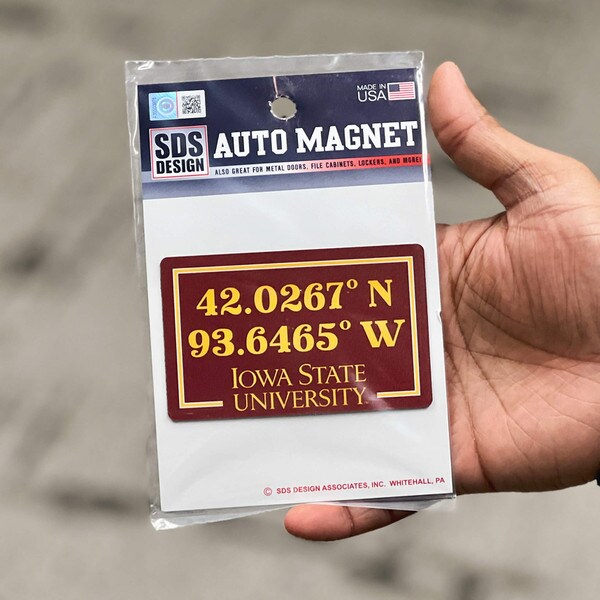 MADE IN
USA
SDS
DESIGN
AUTO MAGNET
ALSO GREAT FOR METAL DOORS, FILE CABINETS, LOCKERS, AND MORE!
42.0267° N
93.6465° W
IOWA STATE
UNIVERSITY
© SDS DESIGN ASSOCIATES, INC. WHITEHALL, PA